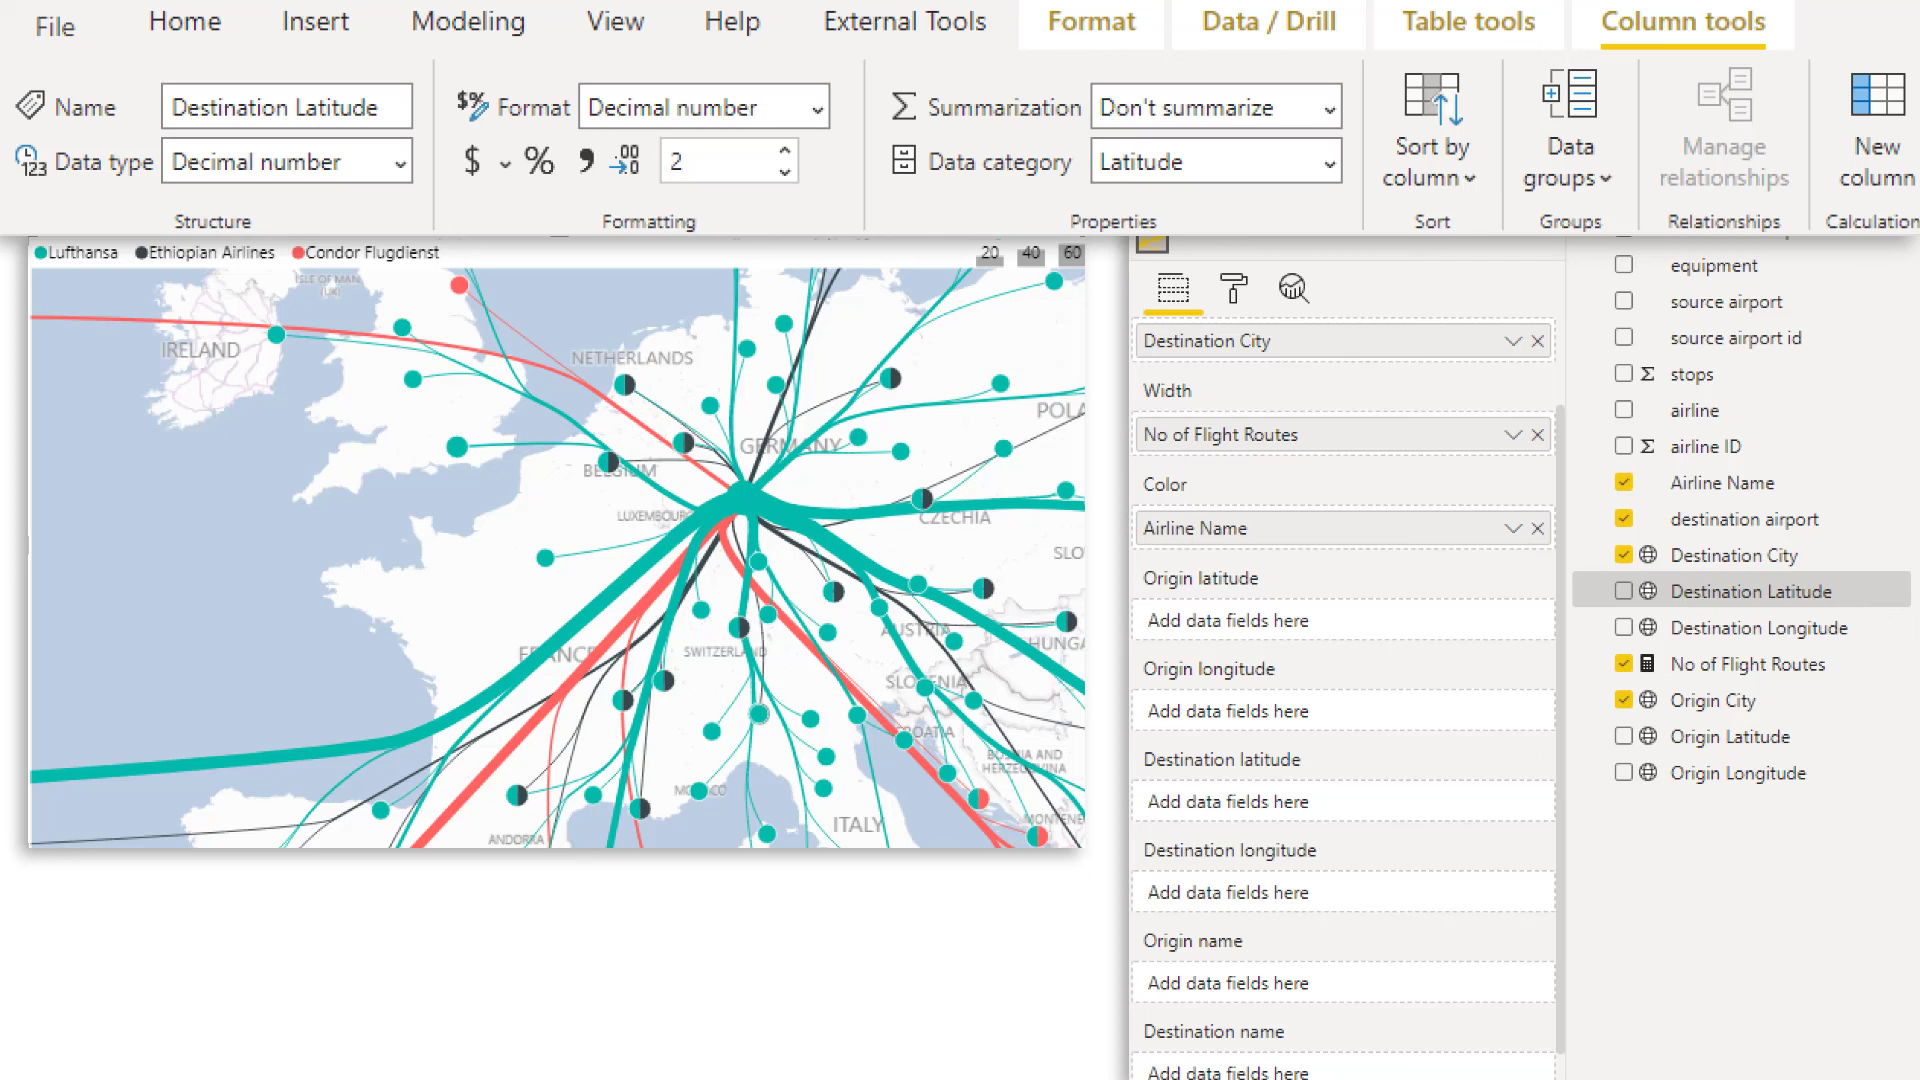 File Home Insert Modeling View Help External Tools Format Data / Drill Table tools Column tools
Name Destination Latitude
Data type Decimal number
Structure
Format Decimal number
$ % 2
Formatting
Summarization Don't summarize
Data category Latitude
Properties
Sort by column
Sort
Data groups
Groups
Manage relationships
Relationships
New column
Calculation
Lufthansa Ethiopian Airlines Condor Flugdienst 20 40 60
ISLE OF MAN
(UK)
IRELAND
NETHERLANDS
POLA
GERMANY
BELGIUM
LUXEMBOURG
CZECHIA
SLO
FRANCE
SWITZERLAND
AUSTRIA
HUNGA
SLOVENIA
CROATIA
BOSNIA AND
HERZEGOVINA
MONACO
MONTENE
ITALY
ANDORRA
Destination City
Width
No of Flight Routes
Color
Airline Name
Origin latitude
Add data fields here
Origin longitude
Add data fields here
Destination latitude
Add data fields here
Destination longitude
Add data fields here
Origin name
Add data fields here
Destination name
Add data fields here
equipment
source airport
source airport id
stops
airline
airline ID
Airline Name
destination airport
Destination City
Destination Latitude
Destination Longitude
No of Flight Routes
Origin City
Origin Latitude
Origin Longitude